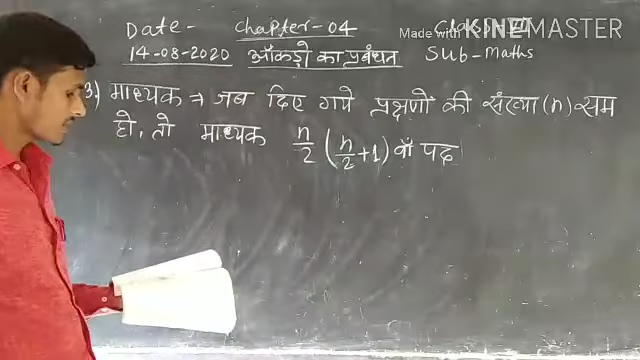 Date - Chapter-04
Made with KINEMASTER
14-08-2020 आँकड़ो का प्रबंधन Sub-Maths
3) माध्यक ⇒ जब दिए गये प्रेक्षणों की संख्या (n) सम
हो, तो माध्यक n/2 (n/2+1) वाँ पद